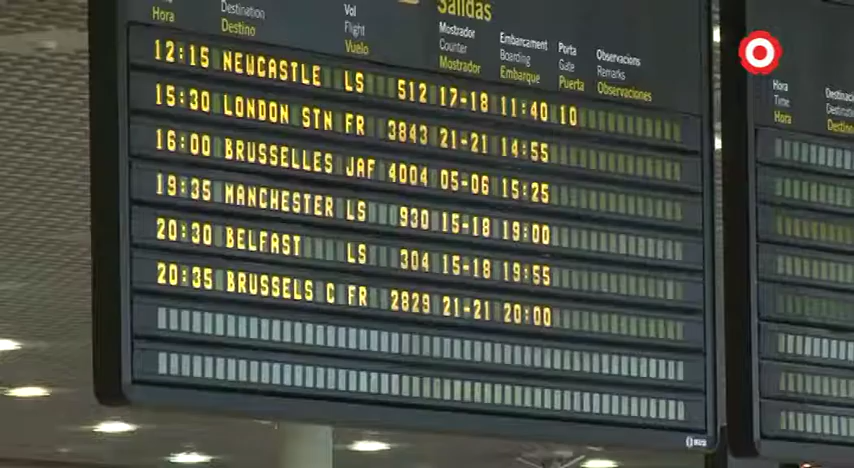 Salidas
Hora Destination Vol Mostrador Embarcament Porta Observacions
Destino Flight Counter Boarding Gate Remarks
Vuelo Mostrador Embarque Puerta Observaciones
12:15 NEWCASTLE LS 512 17-18 11:40 10
15:30 LONDON STN FR 3843 21-21 14:55
16:00 BRUSSELLES JAF 4004 05-06 15:25
19:35 MANCHESTER LS 930 15-18 19:00
20:30 BELFAST LS 304 15-18 19:55
20:35 BRUSSELS C FR 2829 21-21 20:00
Hora
Time
Hora